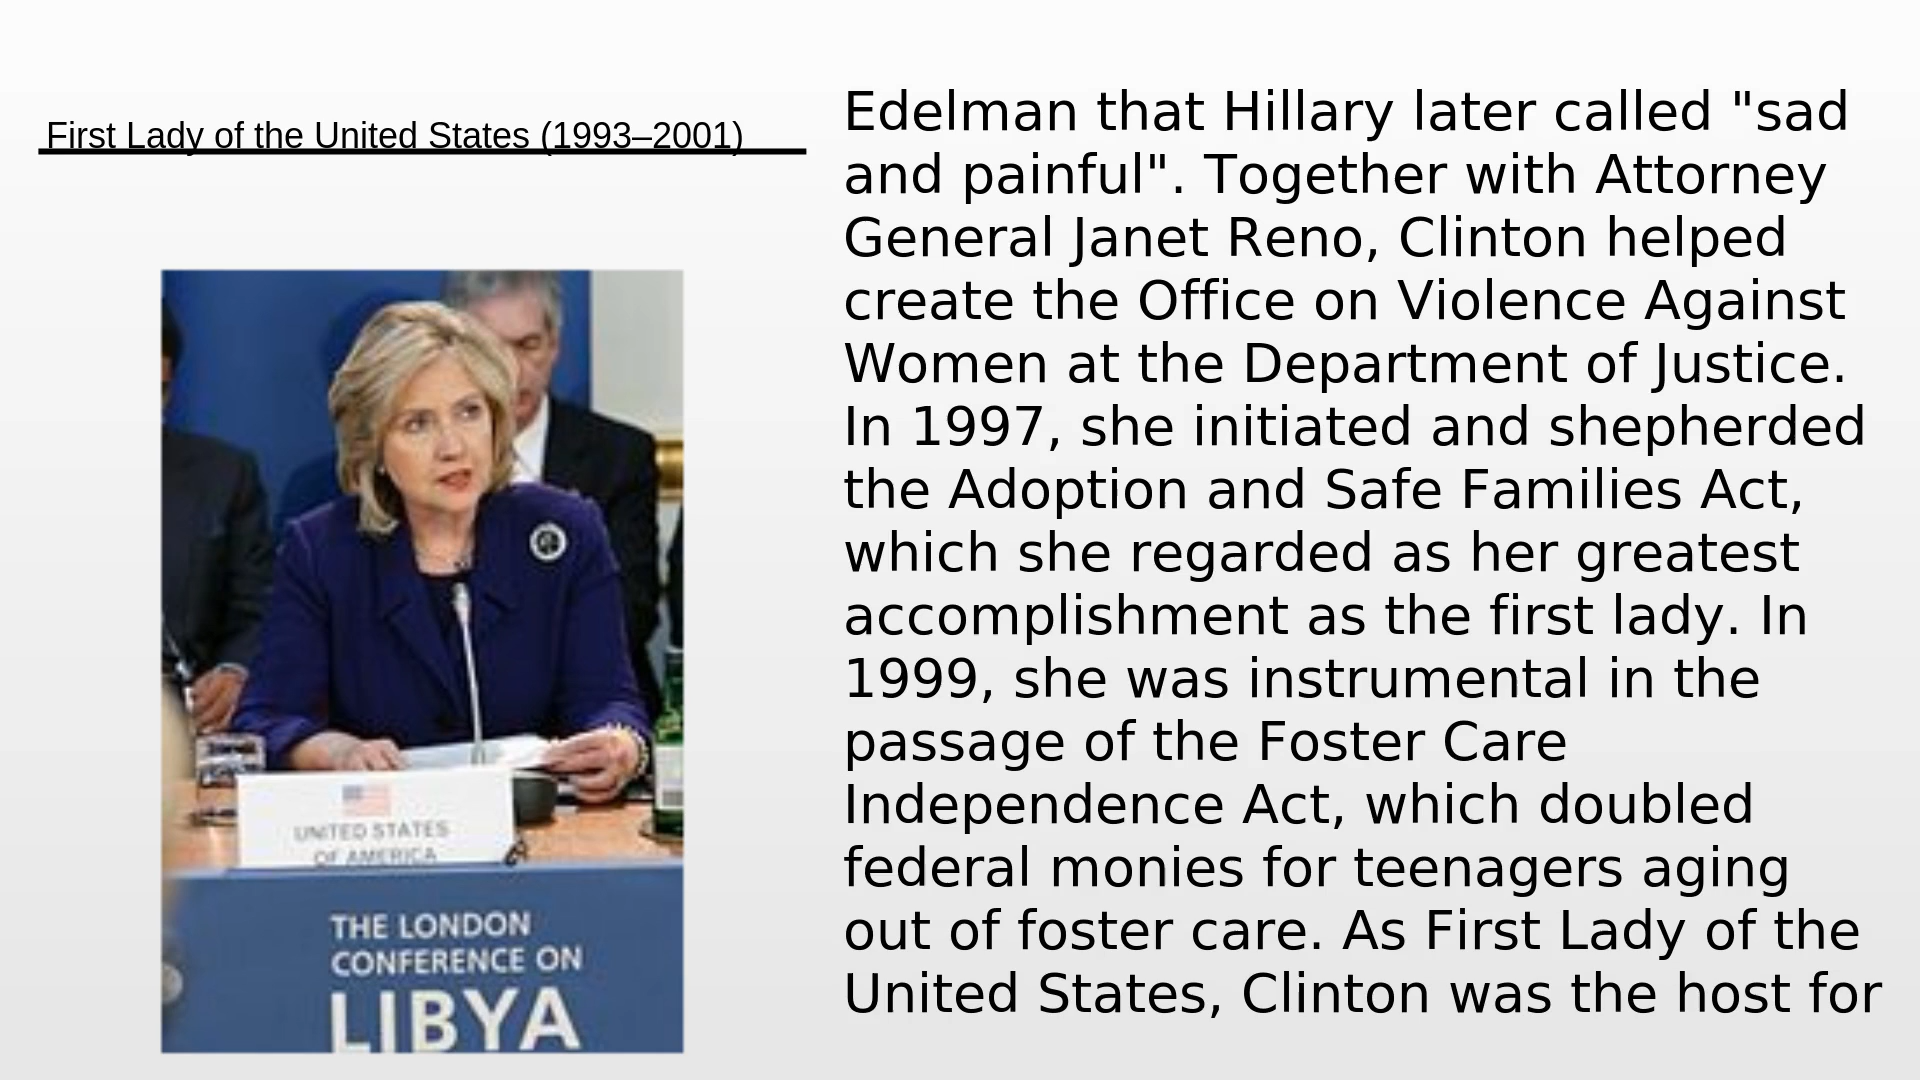 First Lady of the United States (1993–2001)
Edelman that Hillary later called "sad
and painful". Together with Attorney
General Janet Reno, Clinton helped
create the Office on Violence Against
Women at the Department of Justice.
In 1997, she initiated and shepherded
the Adoption and Safe Families Act,
which she regarded as her greatest
accomplishment as the first lady. In
1999, she was instrumental in the
passage of the Foster Care
Independence Act, which doubled
federal monies for teenagers aging
out of foster care. As First Lady of the
United States, Clinton was the host for
UNITED STATES
OF AMERICA
THE LONDON
CONFERENCE ON
LIBYA